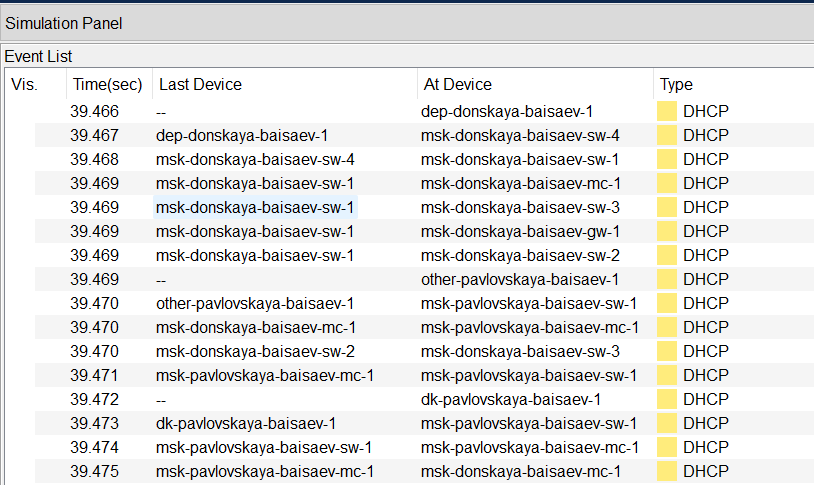 Simulation Panel
Event List
Vis. Time(sec) Last Device At Device Type
39.466 -- dep-donskaya-baisaev-1 DHCP
39.467 dep-donskaya-baisaev-1 msk-donskaya-baisaev-sw-4 DHCP
39.468 msk-donskaya-baisaev-sw-4 msk-donskaya-baisaev-sw-1 DHCP
39.469 msk-donskaya-baisaev-sw-1 msk-donskaya-baisaev-mc-1 DHCP
39.469 msk-donskaya-baisaev-sw-1 msk-donskaya-baisaev-sw-3 DHCP
39.469 msk-donskaya-baisaev-sw-1 msk-donskaya-baisaev-gw-1 DHCP
39.469 msk-donskaya-baisaev-sw-1 msk-donskaya-baisaev-sw-2 DHCP
39.469 -- other-pavlovskaya-baisaev-1 DHCP
39.470 other-pavlovskaya-baisaev-1 msk-pavlovskaya-baisaev-sw-1 DHCP
39.470 msk-donskaya-baisaev-mc-1 msk-pavlovskaya-baisaev-mc-1 DHCP
39.470 msk-donskaya-baisaev-sw-2 msk-donskaya-baisaev-sw-3 DHCP
39.471 msk-pavlovskaya-baisaev-mc-1 msk-pavlovskaya-baisaev-sw-1 DHCP
39.472 -- dk-pavlovskaya-baisaev-1 DHCP
39.473 dk-pavlovskaya-baisaev-1 msk-pavlovskaya-baisaev-sw-1 DHCP
39.474 msk-pavlovskaya-baisaev-sw-1 msk-pavlovskaya-baisaev-mc-1 DHCP
39.475 msk-pavlovskaya-baisaev-mc-1 msk-donskaya-baisaev-mc-1 DHCP